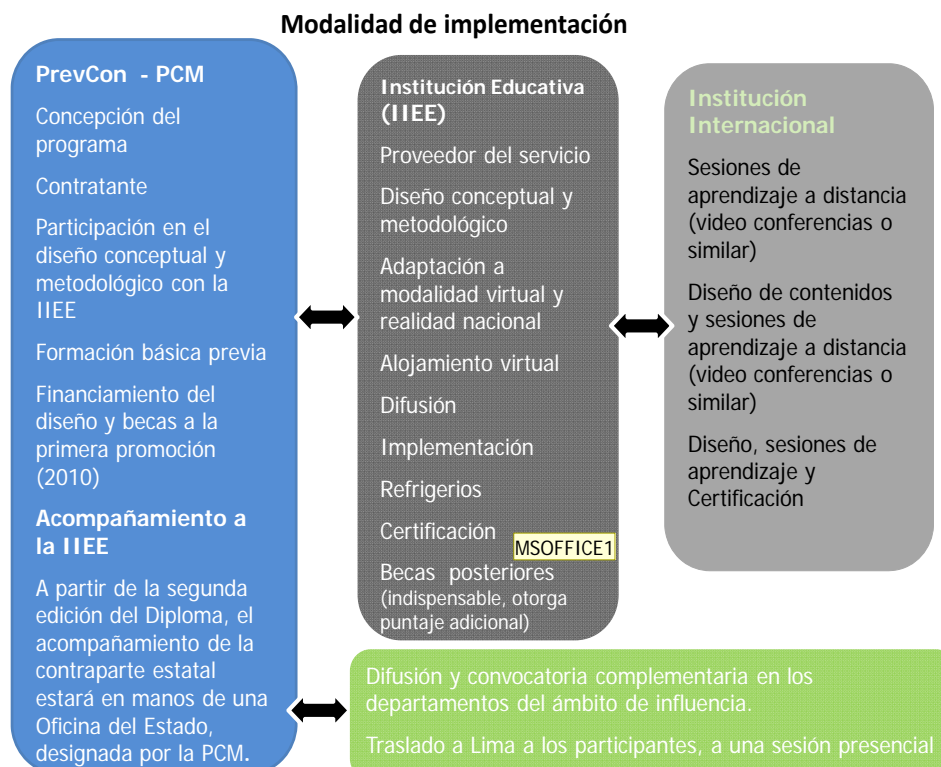 Modalidad de implementación
PrevCon - PCM
Concepción del
programa
Contratante
Participación en el
diseño conceptual y
metodológico con la
IIEE
Formación básica previa
Financiamiento del
diseño y becas a la
primera promoción
(2010)
Acompañamiento a
la IIEE
A partir de la segunda
edición del Diploma, el
acompañamiento de la
contraparte estatal
estará en manos de una
Oficina del Estado,
designada por la PCM.
Institución Educativa
(IIEE)
Proveedor del servicio
Diseño conceptual y
metodológico
Adaptación a
modalidad virtual y
realidad nacional
Alojamiento virtual
Difusión
Implementación
Refrigerios
Certificación
MSOFFICE1
Becas posteriores
(indispensable, otorga
puntaje adicional)
Institución
Internacional
Sesiones de
aprendizaje a distancia
(video conferencias o
similar)
Diseño de contenidos
y sesiones de
aprendizaje a distancia
(video conferencias o
similar)
Diseño, sesiones de
aprendizaje y
Certificación
Difusión y convocatoria complementaria en los
departamentos del ámbito de influencia.
Traslado a Lima a los participantes, a una sesión presencial